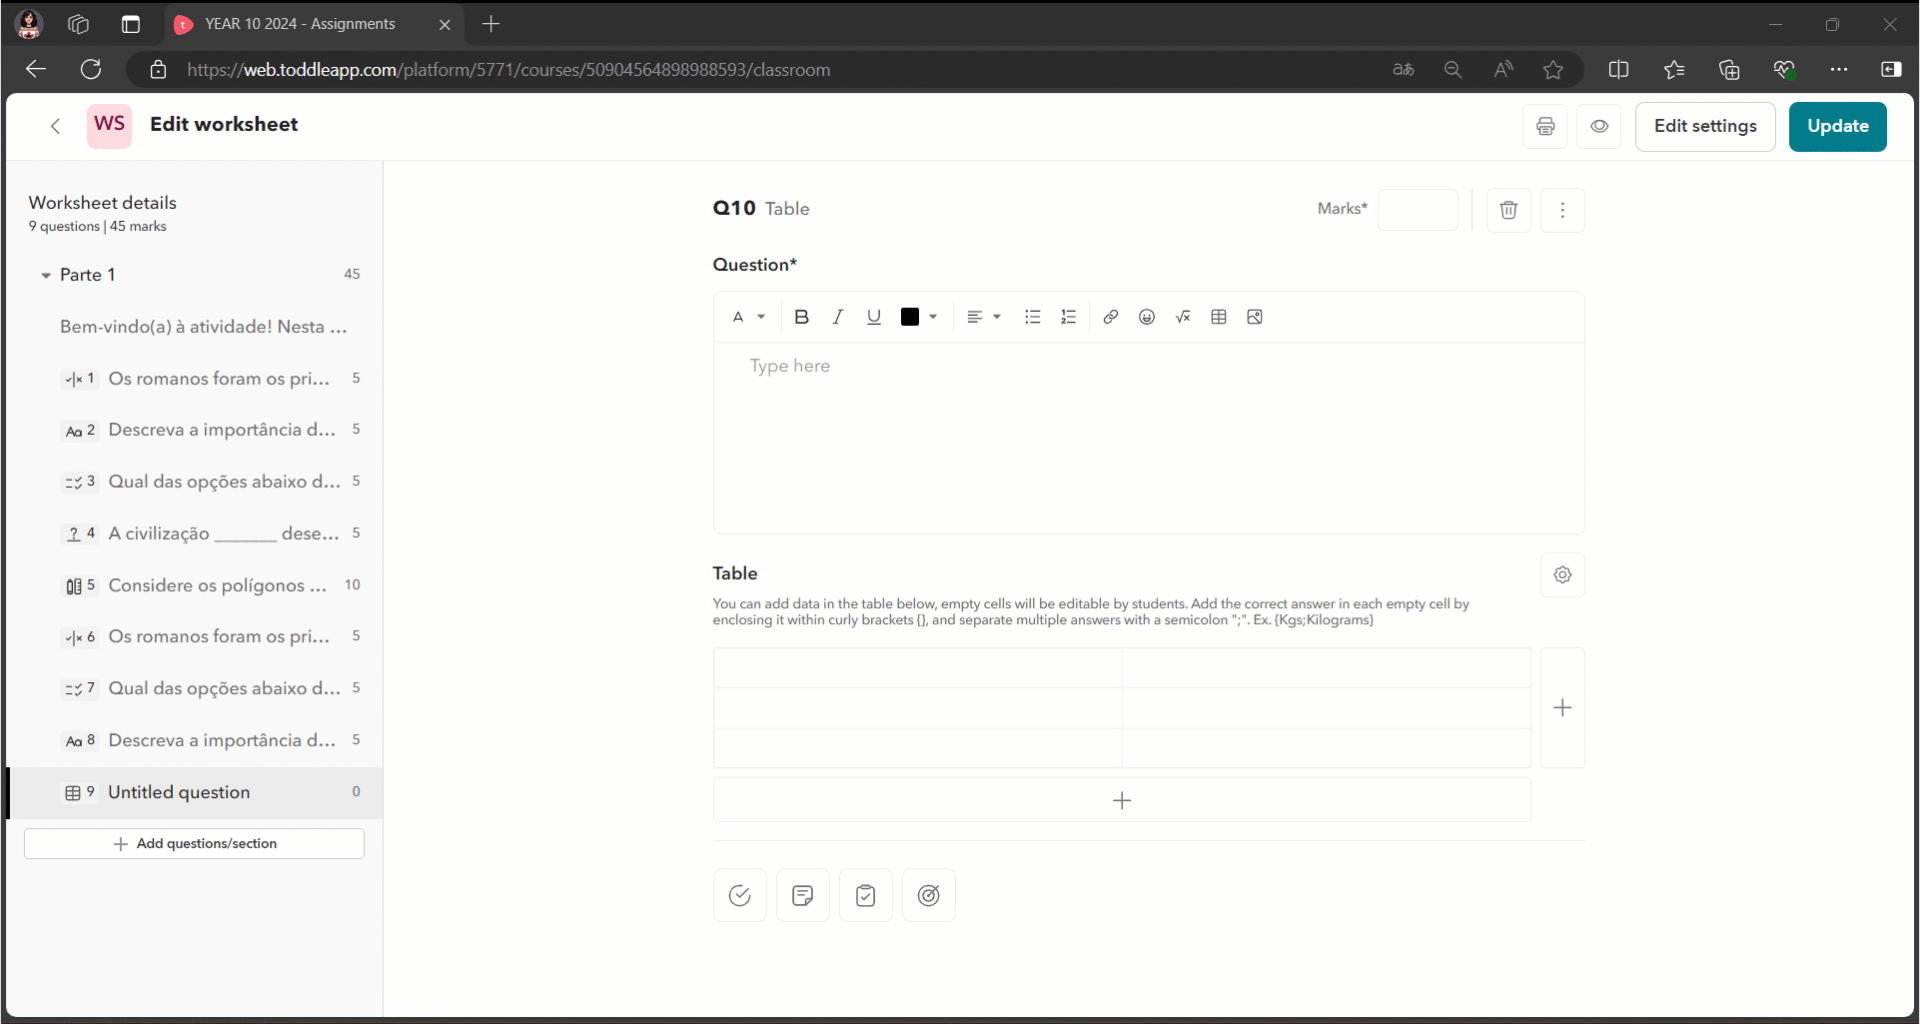 YEAR 10 2024 - Assignments
https://web.toddleapp.com/platform/5771/courses/50904564898988593/classroom
WS Edit worksheet
Edit settings
Update
Worksheet details
9 questions | 45 marks
Parte 1 45
Bem-vindo(a) à atividade! Nesta ...
1 Os romanos foram os pri... 5
Aa 2 Descreva a importância d... 5
3 Qual das opções abaixo d... 5
? 4 A civilização _______ dese... 5
5 Considere os polígonos ... 10
6 Os romanos foram os pri... 5
7 Qual das opções abaixo d... 5
Aa 8 Descreva a importância d... 5
9 Untitled question 0
+ Add questions/section
Q10 Table
Marks*
Question*
A B I U
Type here
Table
You can add data in the table below, empty cells will be editable by students. Add the correct answer in each empty cell by
enclosing it within curly brackets {}, and separate multiple answers with a semicolon ";". Ex. {Kgs;Kilograms}